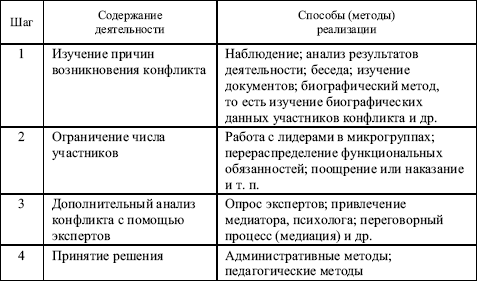 Шаг
Содержание
деятельности
Способы (методы)
реализации
1
Изучение причин
возникновения конфликта
Наблюдение; анализ результатов
деятельности; беседа; изучение
документов; биографический метод,
то есть изучение биографических
данных участников конфликта и др.
2
Ограничение числа
участников
Работа с лидерами в микрогруппах;
перераспределение функциональных
обязанностей; поощрение или наказание
и т. п.
3
Дополнительный анализ
конфликта с помощью
экспертов
Опрос экспертов; привлечение
медиатора, психолога; переговорный
процесс (медиация) и др.
4
Принятие решения
Административные методы;
педагогические методы